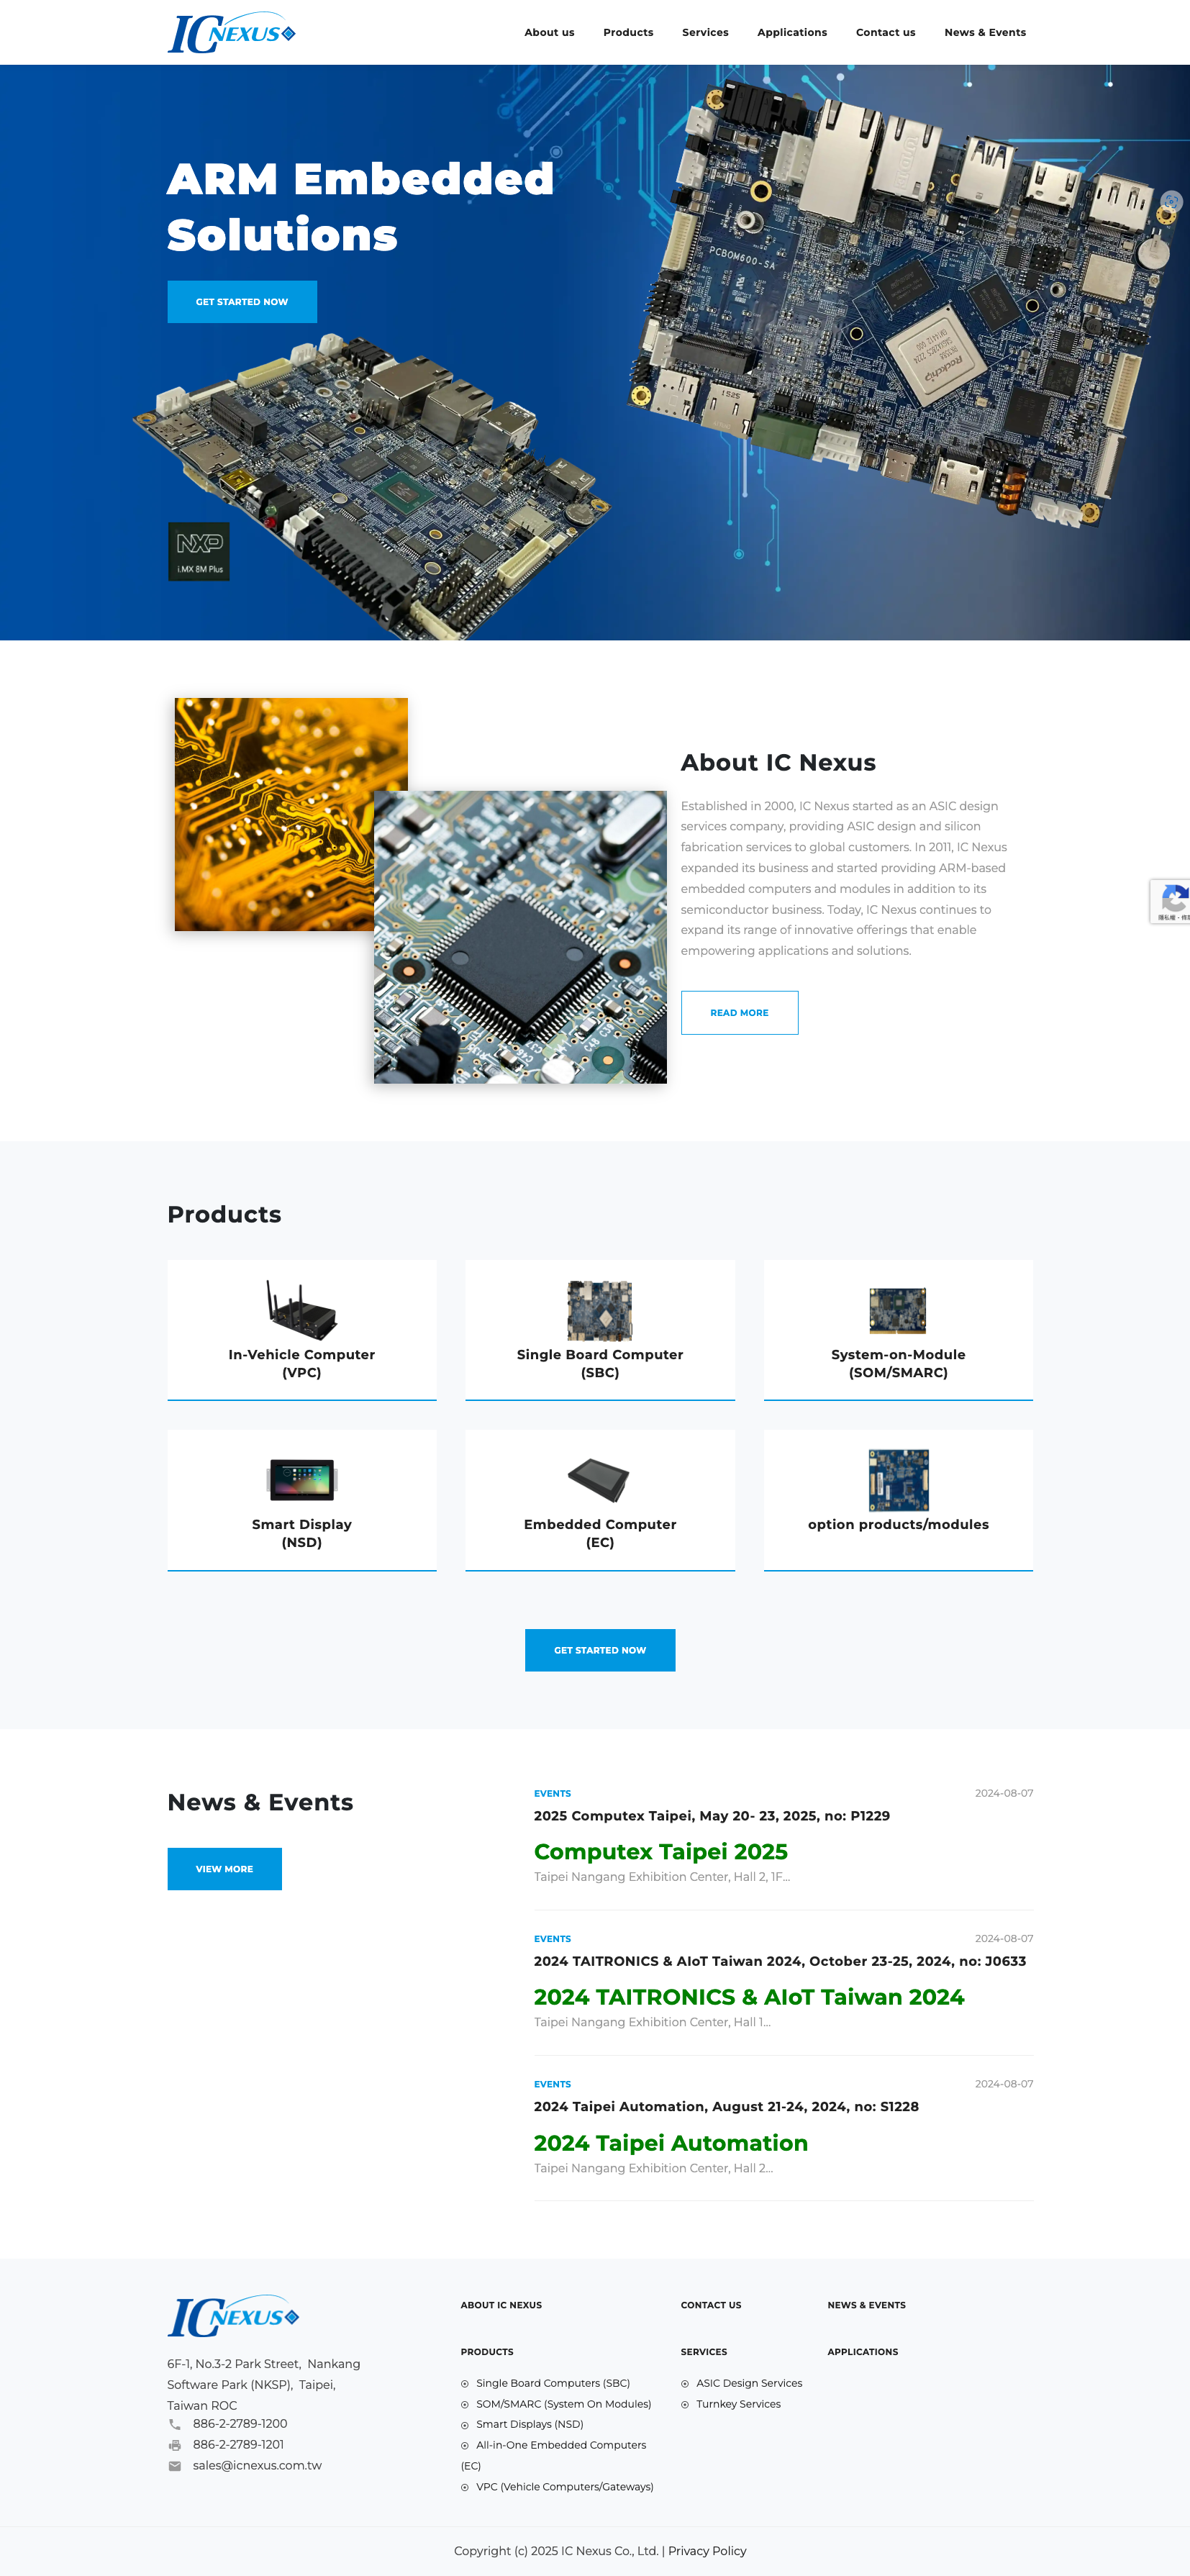 IC NEXUS
About us
Products
Services
Applications
Contact us
News & Events
ARM Embedded
Solutions
GET STARTED NOW
PCBOM600-SA
Rockchip
1525
NXP
i.MX 8M Plus
About IC Nexus
Established in 2000, IC Nexus started as an ASIC design
services company, providing ASIC design and silicon
fabrication services to global customers. In 2011, IC Nexus
expanded its business and started providing ARM-based
embedded computers and modules in addition to its
semiconductor business. Today, IC Nexus continues to
expand its range of innovative offerings that enable
empowering applications and solutions.
READ MORE
Products
In-Vehicle Computer
(VPC)
Single Board Computer
(SBC)
System-on-Module
(SOM/SMARC)
Smart Display
(NSD)
Embedded Computer
(EC)
option products/modules
GET STARTED NOW
News & Events
VIEW MORE
EVENTS
2024-08-07
2025 Computex Taipei, May 20- 23, 2025, no: P1229
Computex Taipei 2025
Taipei Nangang Exhibition Center, Hall 2, 1F...
EVENTS
2024-08-07
2024 TAITRONICS & AIoT Taiwan 2024, October 23-25, 2024, no: J0633
2024 TAITRONICS & AIoT Taiwan 2024
Taipei Nangang Exhibition Center, Hall 1...
EVENTS
2024-08-07
2024 Taipei Automation, August 21-24, 2024, no: S1228
2024 Taipei Automation
Taipei Nangang Exhibition Center, Hall 2...
IC NEXUS
6F-1, No.3-2 Park Street, Nankang
Software Park (NKSP), Taipei,
Taiwan ROC
886-2-2789-1200
886-2-2789-1201
sales@icnexus.com.tw
ABOUT IC NEXUS
CONTACT US
NEWS & EVENTS
PRODUCTS
Single Board Computers (SBC)
SOM/SMARC (System On Modules)
Smart Displays (NSD)
All-in-One Embedded Computers
(EC)
VPC (Vehicle Computers/Gateways)
SERVICES
ASIC Design Services
Turnkey Services
APPLICATIONS
Copyright (c) 2025 IC Nexus Co., Ltd. | Privacy Policy